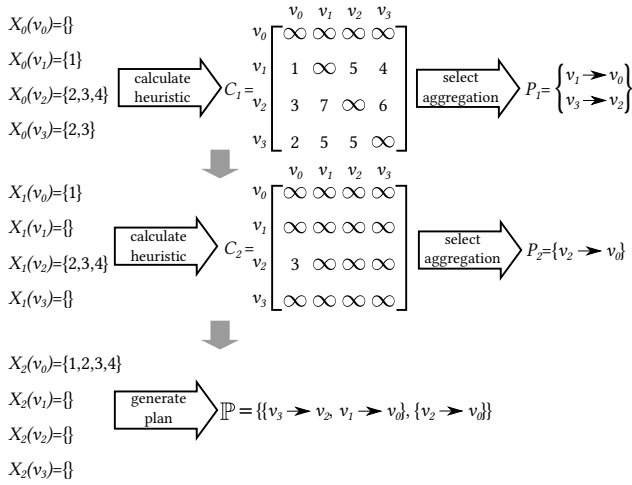 X₀(v₀)={}
X₀(v₁)={1}
X₀(v₂)={2,3,4}
X₀(v₃)={2,3}
calculate
heuristic
C₁=
v₀ v₁ v₂ v₃
v₀ ∞ ∞ ∞ ∞
v₁ 1 ∞ 5 4
v₂ 3 7 ∞ 6
v₃ 2 5 5 ∞
select
aggregation
P₁= { v₁ → v₀
v₃ → v₂ }
X₁(v₀)={1}
X₁(v₁)={}
X₁(v₂)={2,3,4}
X₁(v₃)={}
calculate
heuristic
C₂=
v₀ v₁ v₂ v₃
v₀ ∞ ∞ ∞ ∞
v₁ ∞ ∞ ∞ ∞
v₂ 3 ∞ ∞ ∞
v₃ ∞ ∞ ∞ ∞
select
aggregation
P₂={v₂ → v₀}
X₂(v₀)={1,2,3,4}
X₂(v₁)={}
X₂(v₂)={}
X₂(v₃)={}
generate
plan
ℙ = {{v₃ → v₂, v₁ → v₀}, {v₂ → v₀}}